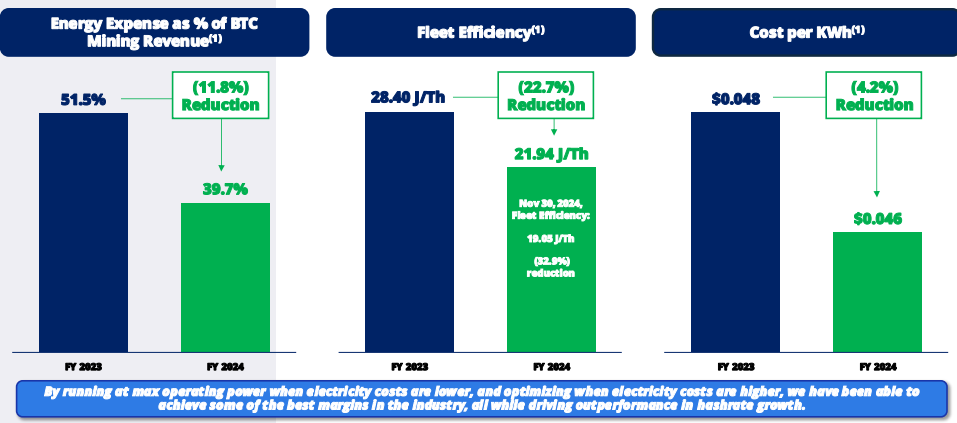 Energy Expense as % of BTC
Mining Revenue(1)
51.5%
(11.8%)
Reduction
39.7%
FY 2023
FY 2024
Fleet Efficiency(1)
28.40 J/Th
(22.7%)
Reduction
21.94 J/Th
Nov 30, 2024,
Fleet Efficiency:
19.05 J/Th
(32.9%)
reduction
FY 2023
FY 2024
Cost per KWh(1)
$0.048
(4.2%)
Reduction
$0.046
FY 2023
FY 2024
By running at max operating power when electricity costs are lower, and optimizing when electricity costs are higher, we have been able to
achieve some of the best margins in the industry, all while driving outperformance in hashrate growth.